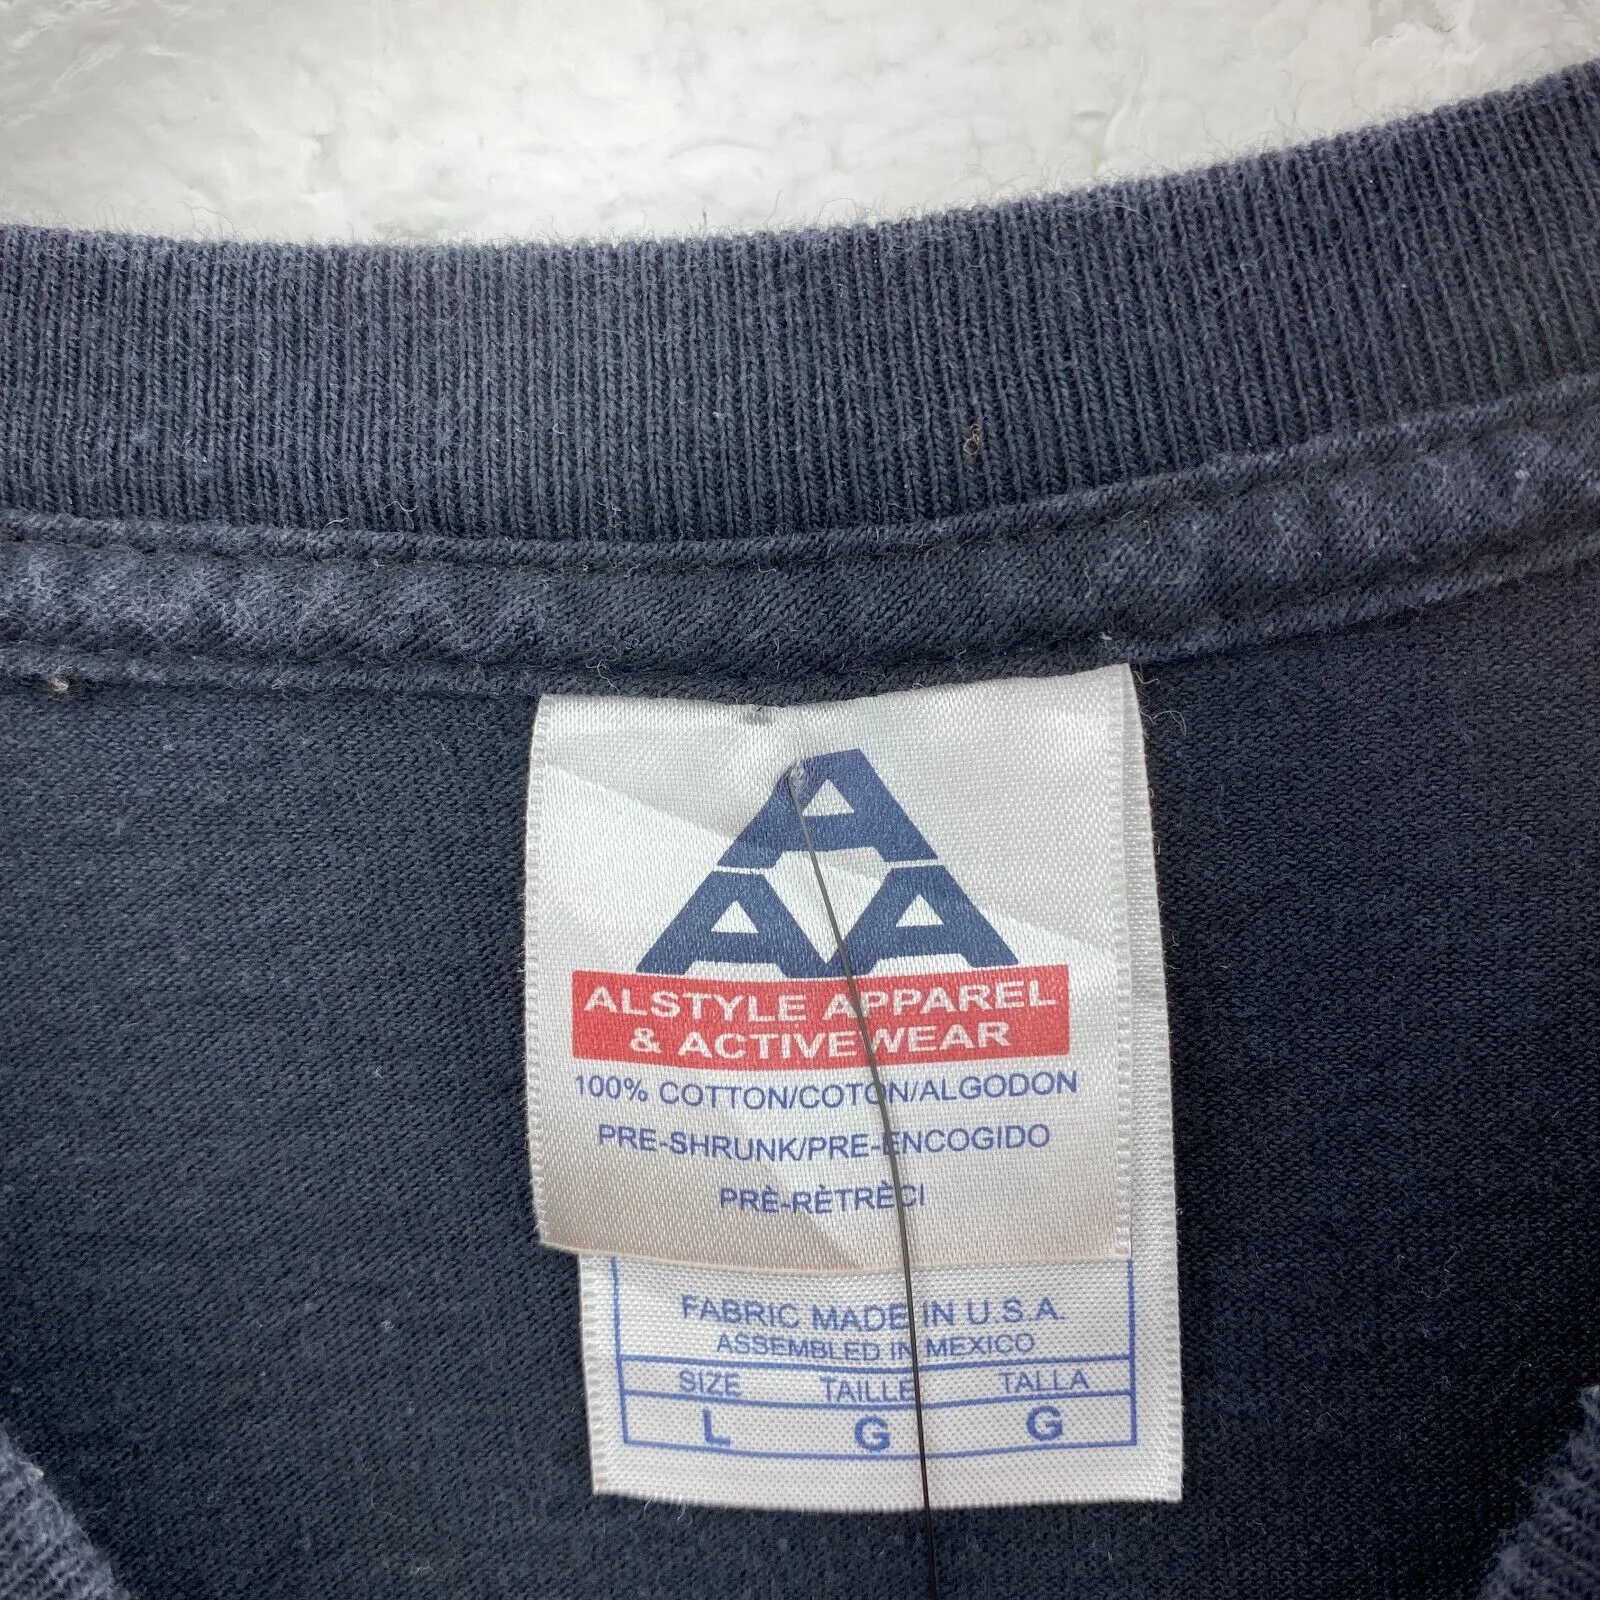 A
AA
ALSTYLE APPAREL
& ACTIVEWEAR
100% COTTON/COTON/ALGODON
PRE-SHRUNK/PRE-ENCOGIDO
PRÈ-RÈTRÈCI
FABRIC MADE IN U.S.A.
ASSEMBLED IN MEXICO
SIZE TAILLE TALLA
L G G